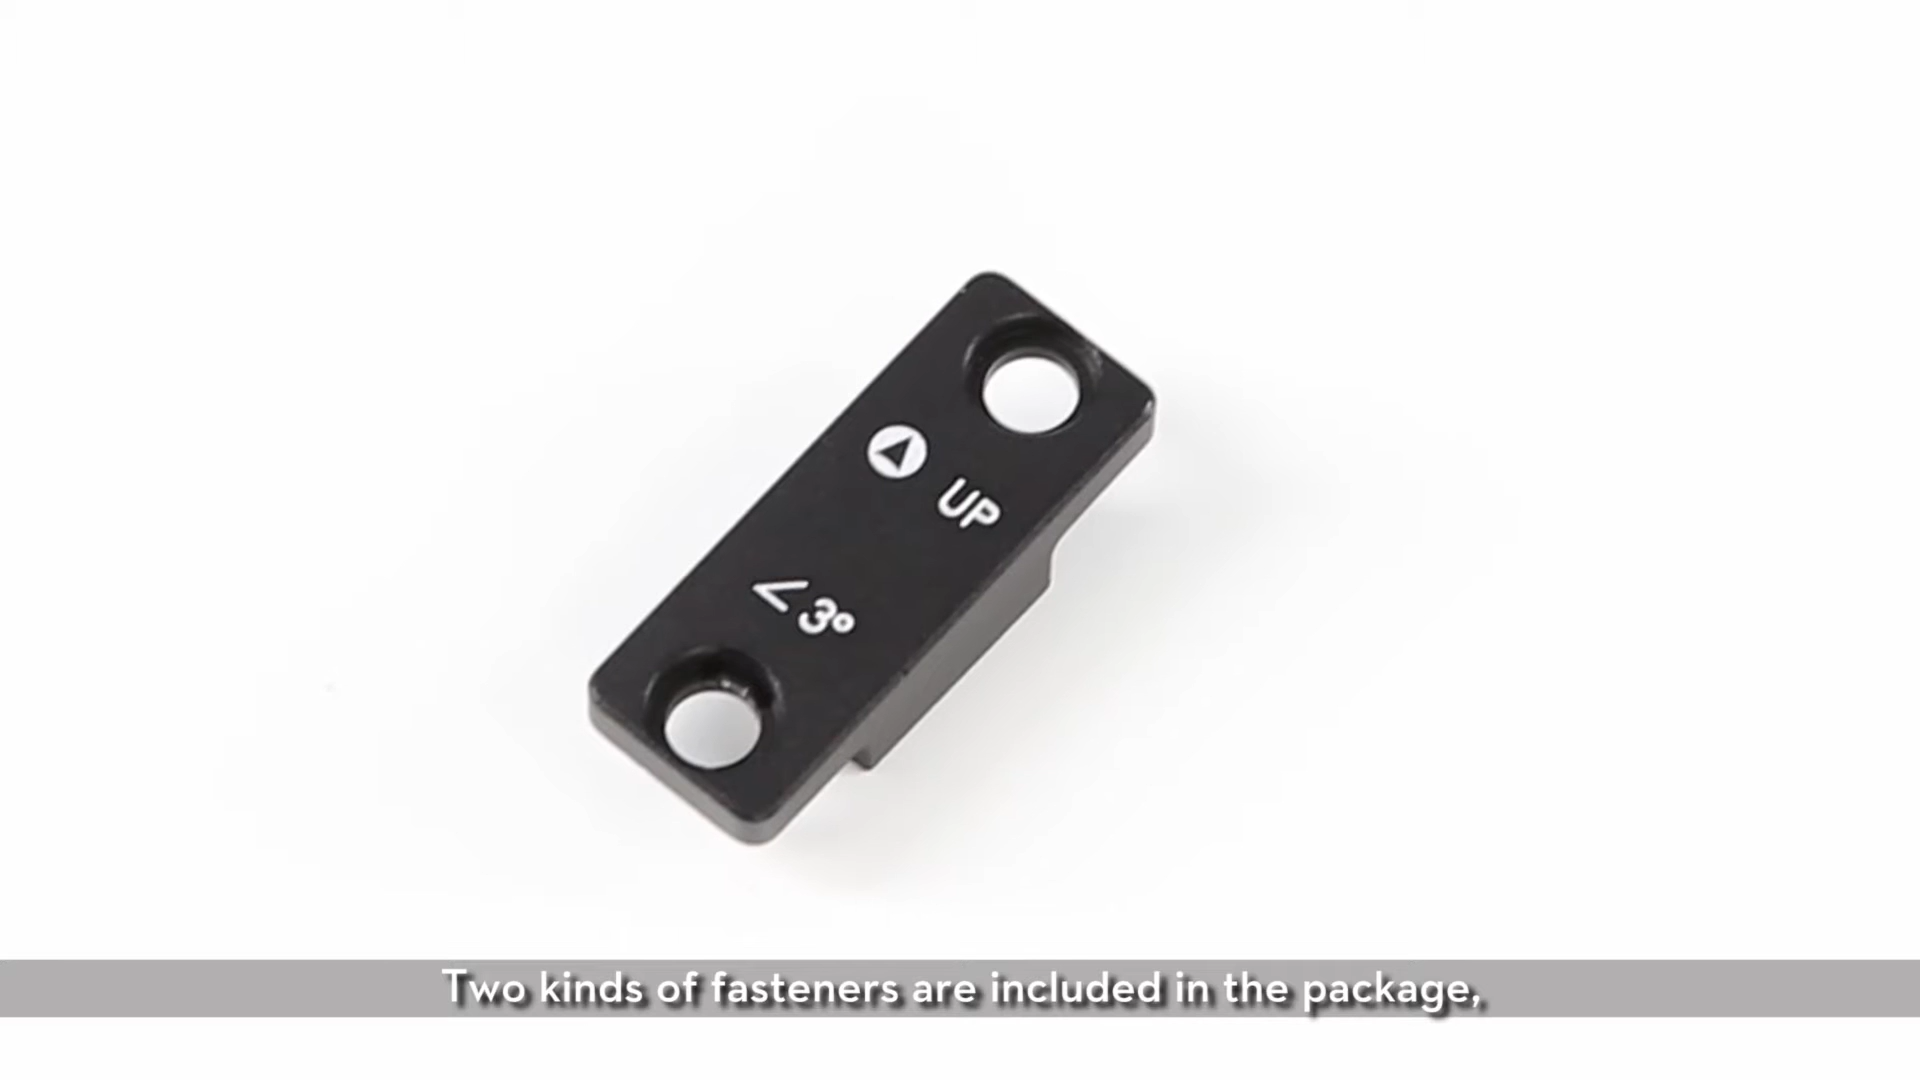 UP
<3°
Two kinds of fasteners are included in the package,